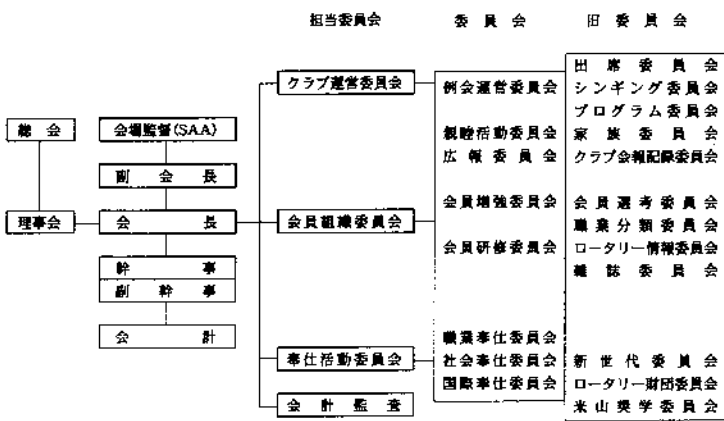 担当委員会 委員会 旧委員会
出席委員会
クラブ運営委員会 例会運営委員会 シンギング委員会
プログラム委員会
総会 会場監督(SAA) 親睦活動委員会 家族委員会
広報委員会 クラブ会報記録委員会
副会長
会員増強委員会 会員選考委員会
理事会 会長 会員組織委員会 職業分類委員会
会員研修委員会 ロータリー情報委員会
幹事 雑誌委員会
副幹事
会計 職業奉仕委員会
奉仕活動委員会 社会奉仕委員会 新世代委員会
国際奉仕委員会 ロータリー財団委員会
会計監査 米山奨学委員会